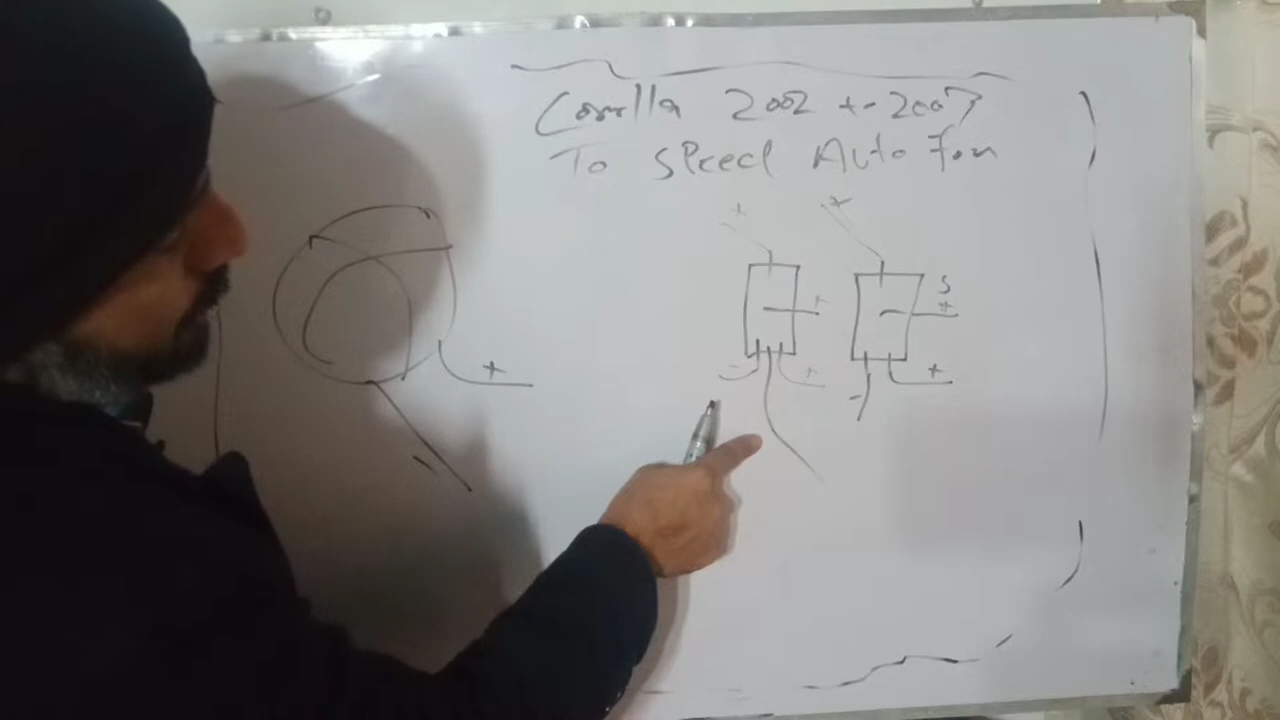 Corolla 2002 to 2007
To Speed Auto Fan
+ +
S
+ +
+ - + +
- -